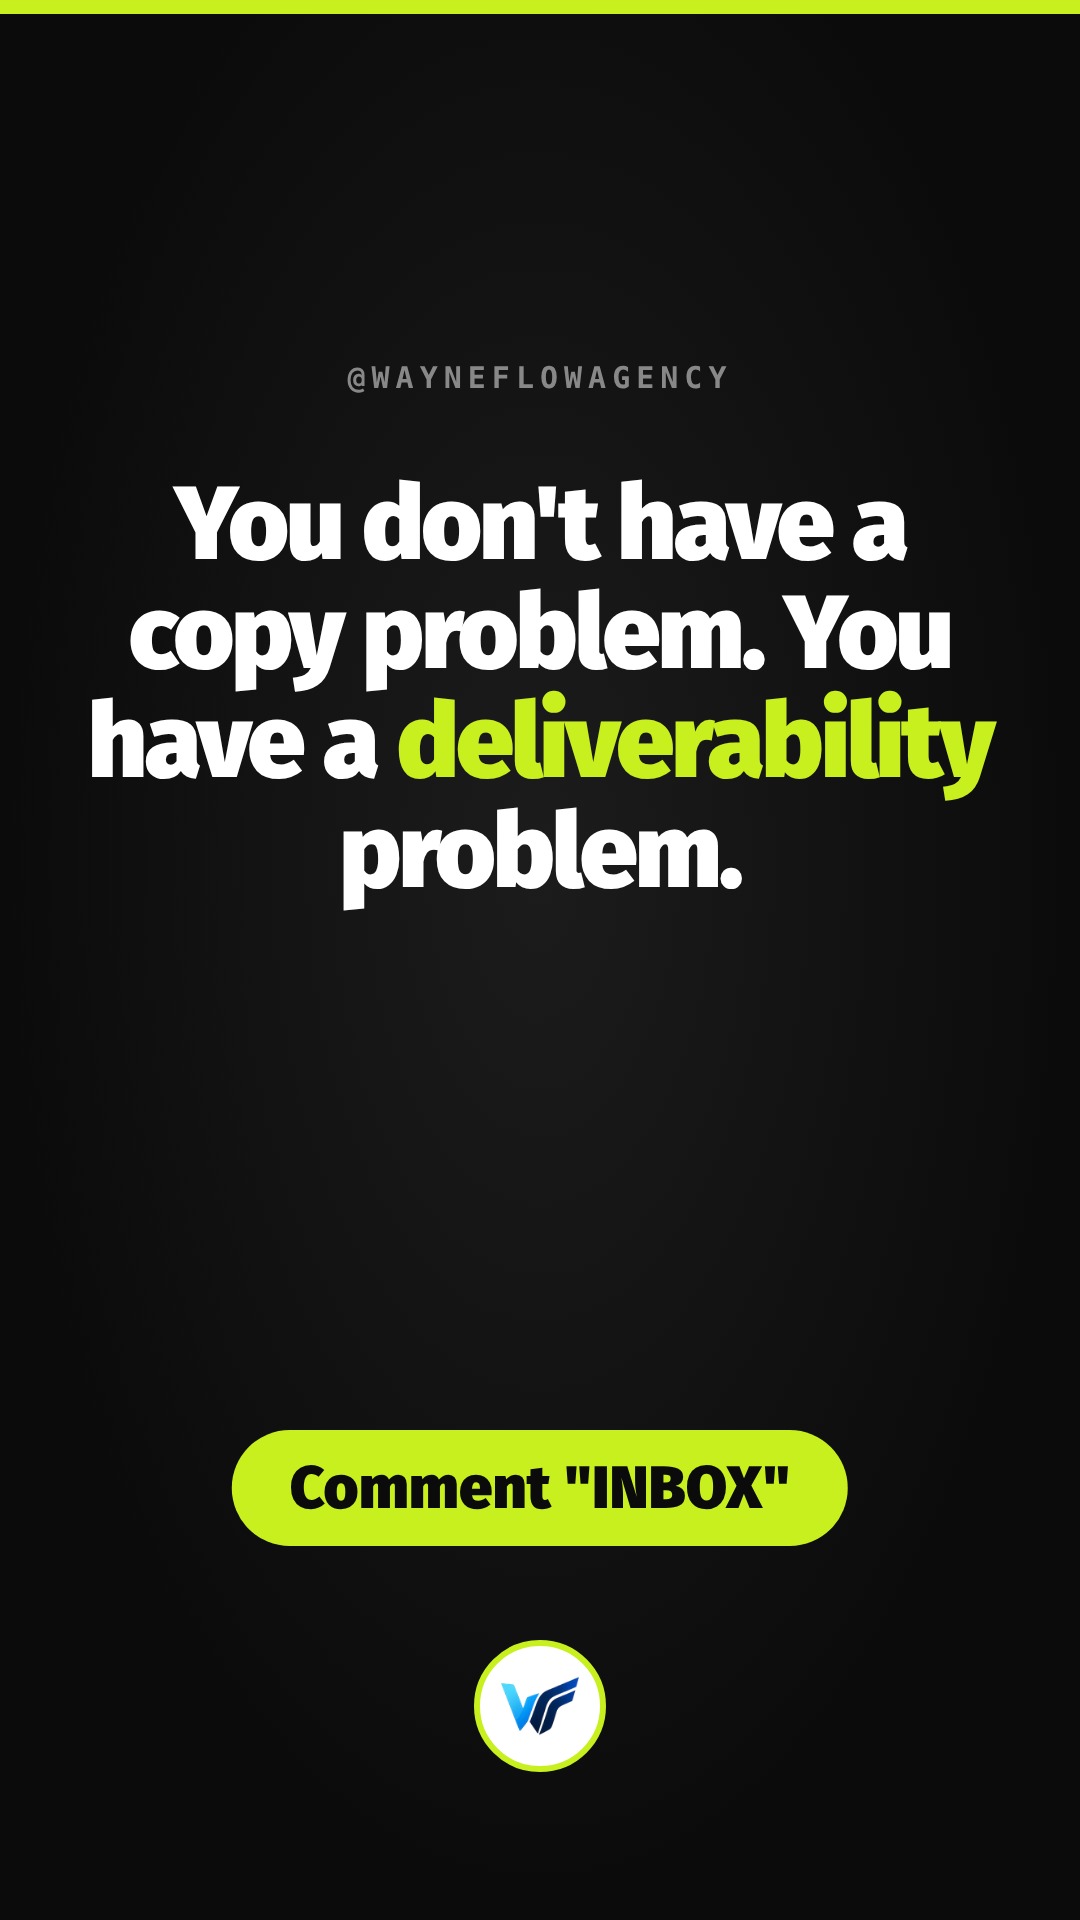 @WAYNEFLOWAGENCY
You don't have a
copy problem. You
have a deliverability
problem.
Comment "INBOX"